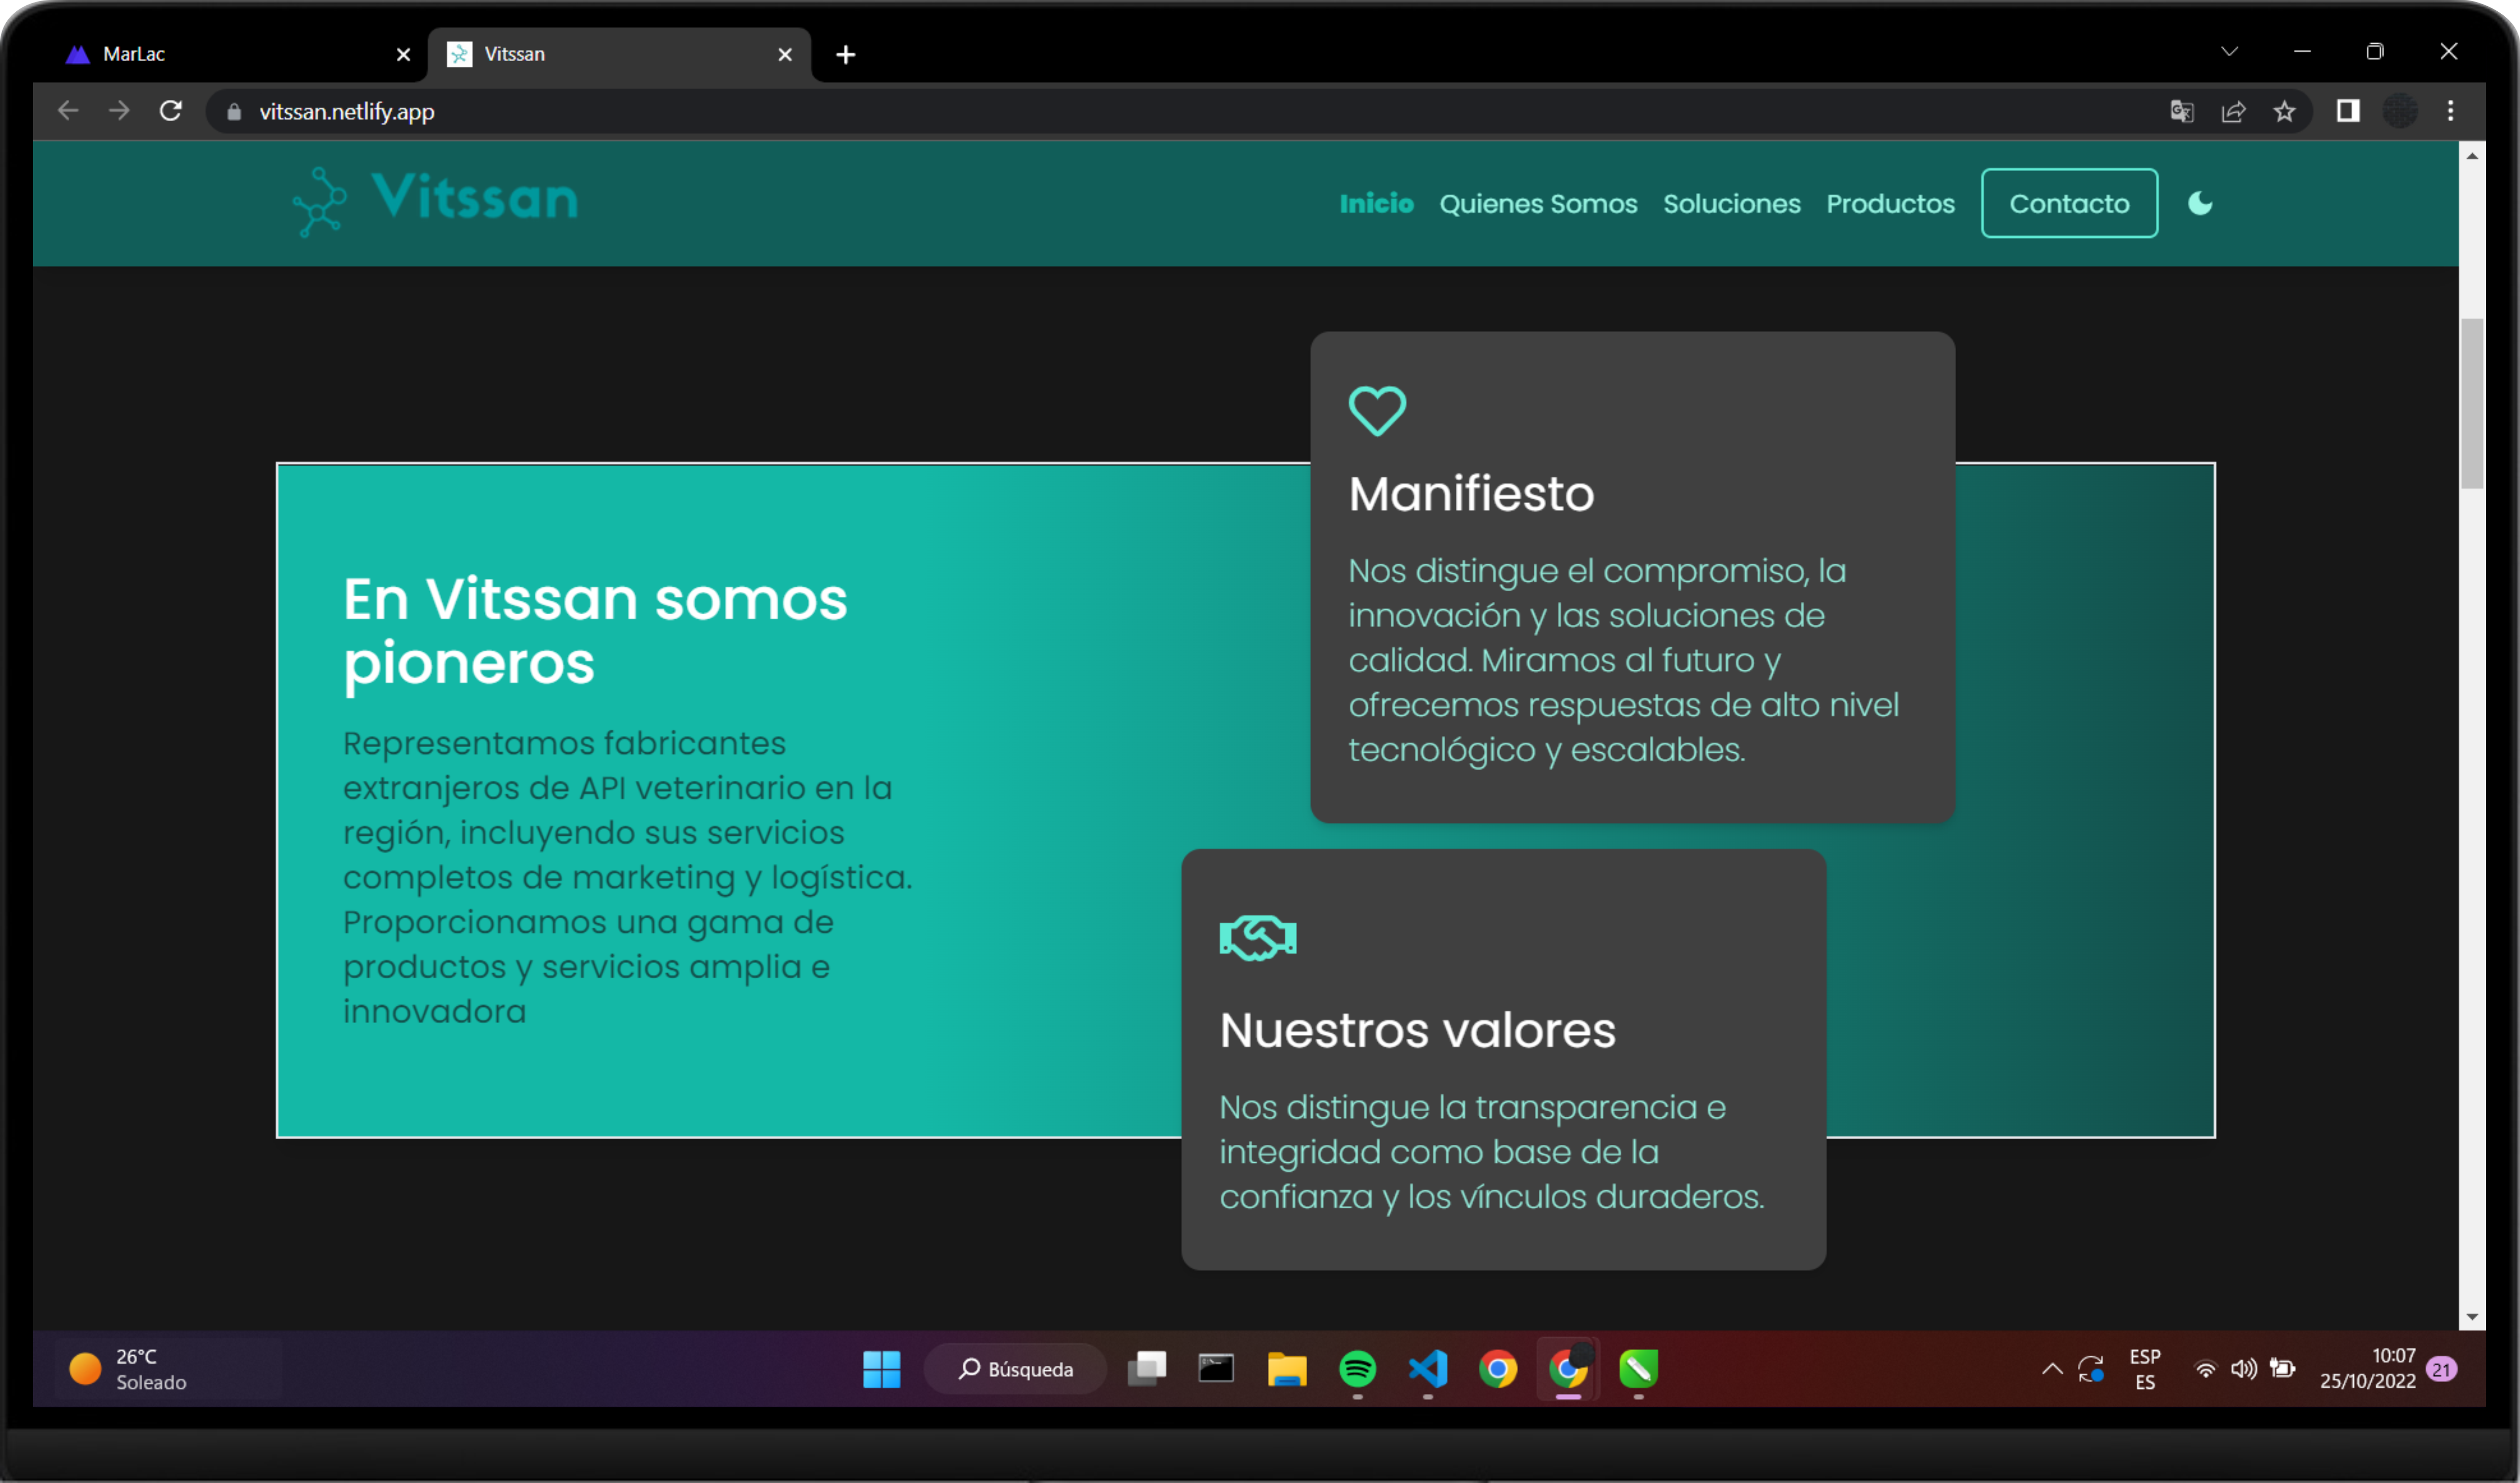 MarLac
Vitssan
vitssan.netlify.app
Vitssan
Inicio Quienes Somos Soluciones Productos Contacto
En Vitssan somos
pioneros
Representamos fabricantes
extranjeros de API veterinario en la
región, incluyendo sus servicios
completos de marketing y logística.
Proporcionamos una gama de
productos y servicios amplia e
innovadora
Manifiesto
Nos distingue el compromiso, la
innovación y las soluciones de
calidad. Miramos al futuro y
ofrecemos respuestas de alto nivel
tecnológico y escalables.
Nuestros valores
Nos distingue la transparencia e
integridad como base de la
confianza y los vínculos duraderos.
26°C
Soleado
Búsqueda
ESP
ES
10:07
25/10/2022
21